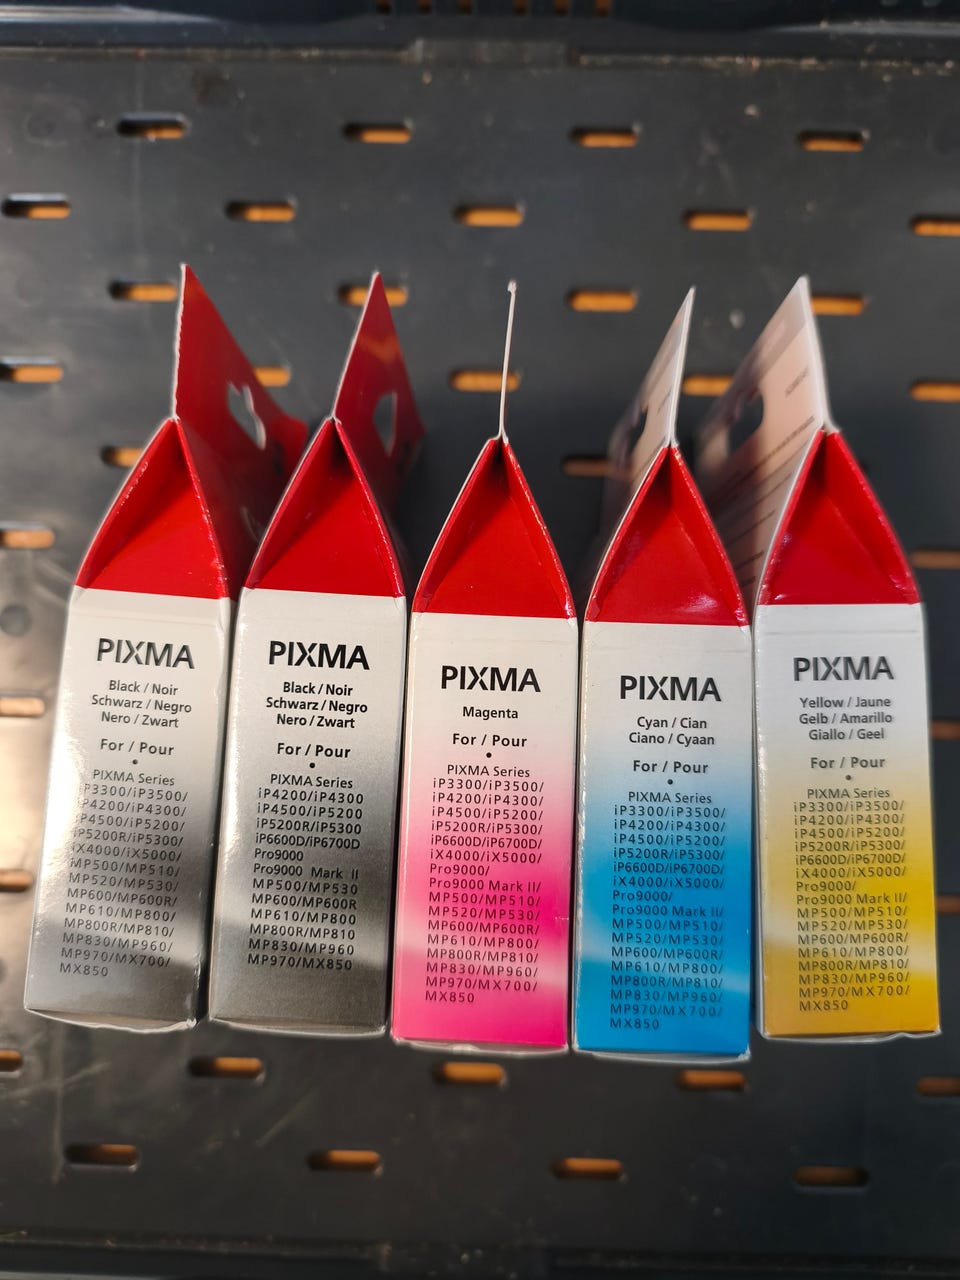 PIXMA
Black / Noir
Schwarz / Negro
Nero / Zwart
For / Pour
•
PIXMA Series
iP3300/iP3500/
iP4200/iP4300/
iP4500/iP5200/
iP5200R/iP5300/
iX4000/iX5000/
MP500/MP510/
MP520/MP530/
MP600/MP600R/
MP610/MP800/
MP800R/MP810/
MP830/MP960/
MP970/MX700/
MX850
PIXMA
Black / Noir
Schwarz / Negro
Nero / Zwart
For / Pour
•
PIXMA Series
iP4200/iP4300
iP4500/iP5200
iP5200R/iP5300
iP6600D/iP6700D
Pro9000
Pro9000 Mark II
MP500/MP530
MP600/MP600R
MP610/MP800
MP800R/MP810
MP830/MP960
MP970/MX850
PIXMA
Magenta
For / Pour
•
PIXMA Series
iP3300/iP3500/
iP4200/iP4300/
iP4500/iP5200/
iP5200R/iP5300/
iP6600D/iP6700D/
iX4000/iX5000/
Pro9000/
Pro9000 Mark II/
MP500/MP510/
MP520/MP530/
MP600/MP600R/
MP610/MP800/
MP800R/MP810/
MP830/MP960/
MP970/MX700/
MX850
PIXMA
Cyan / Cian
Ciano / Cyaan
For / Pour
•
PIXMA Series
iP3300/iP3500/
iP4200/iP4300/
iP4500/iP5200/
iP5200R/iP5300/
iP6600D/iP6700D/
iX4000/iX5000/
Pro9000/
Pro9000 Mark II/
MP500/MP510/
MP520/MP530/
MP600/MP600R/
MP610/MP800/
MP800R/MP810/
MP830/MP960/
MP970/MX700/
MX850
PIXMA
Yellow / Jaune
Gelb / Amarillo
Giallo / Geel
For / Pour
•
PIXMA Series
iP3300/iP3500/
iP4200/iP4300/
iP4500/iP5200/
iP5200R/iP5300/
iP6600D/iP6700D/
iX4000/iX5000/
Pro9000/
Pro9000 Mark II/
MP500/MP510/
MP520/MP530/
MP600/MP600R/
MP610/MP800/
MP800R/MP810/
MP830/MP960/
MP970/MX700/
MX850